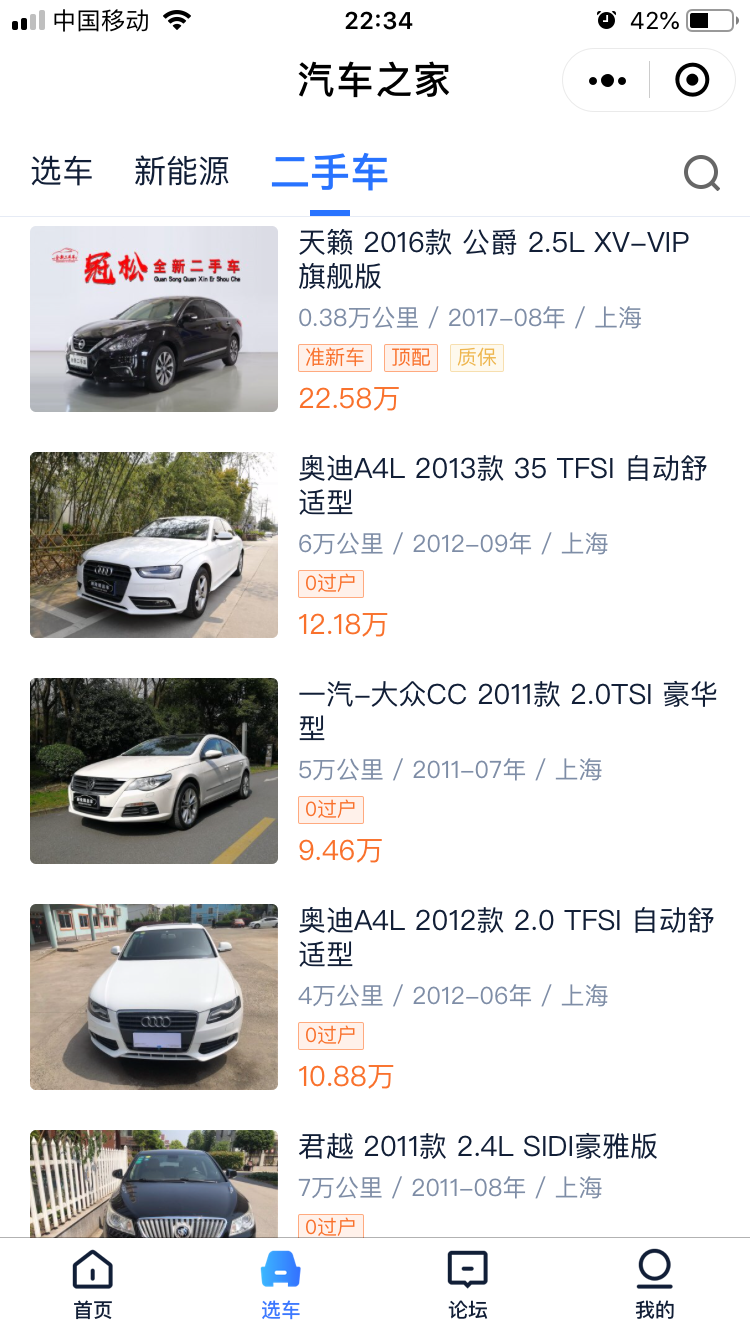 中国移动
22:34
42%
汽车之家
选车
新能源
二手车
冠松 全新二手车
Guan Song Quan Xin Er Shou Che
天籁 2016款 公爵 2.5L XV-VIP
旗舰版
0.38万公里 / 2017-08年 / 上海
准新车 顶配 质保
22.58万
奥迪A4L 2013款 35 TFSI 自动舒
适型
6万公里 / 2012-09年 / 上海
0过户
12.18万
一汽-大众CC 2011款 2.0TSI 豪华
型
5万公里 / 2011-07年 / 上海
0过户
9.46万
奥迪A4L 2012款 2.0 TFSI 自动舒
适型
4万公里 / 2012-06年 / 上海
0过户
10.88万
君越 2011款 2.4L SIDI豪雅版
7万公里 / 2011-08年 / 上海
0过户
首页
选车
论坛
我的